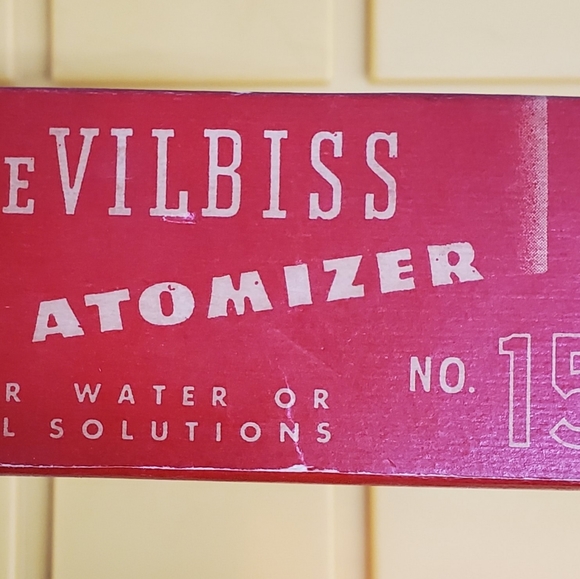 eVILBISS
ATOMIZER
R WATER OR
L SOLUTIONS
NO. 15